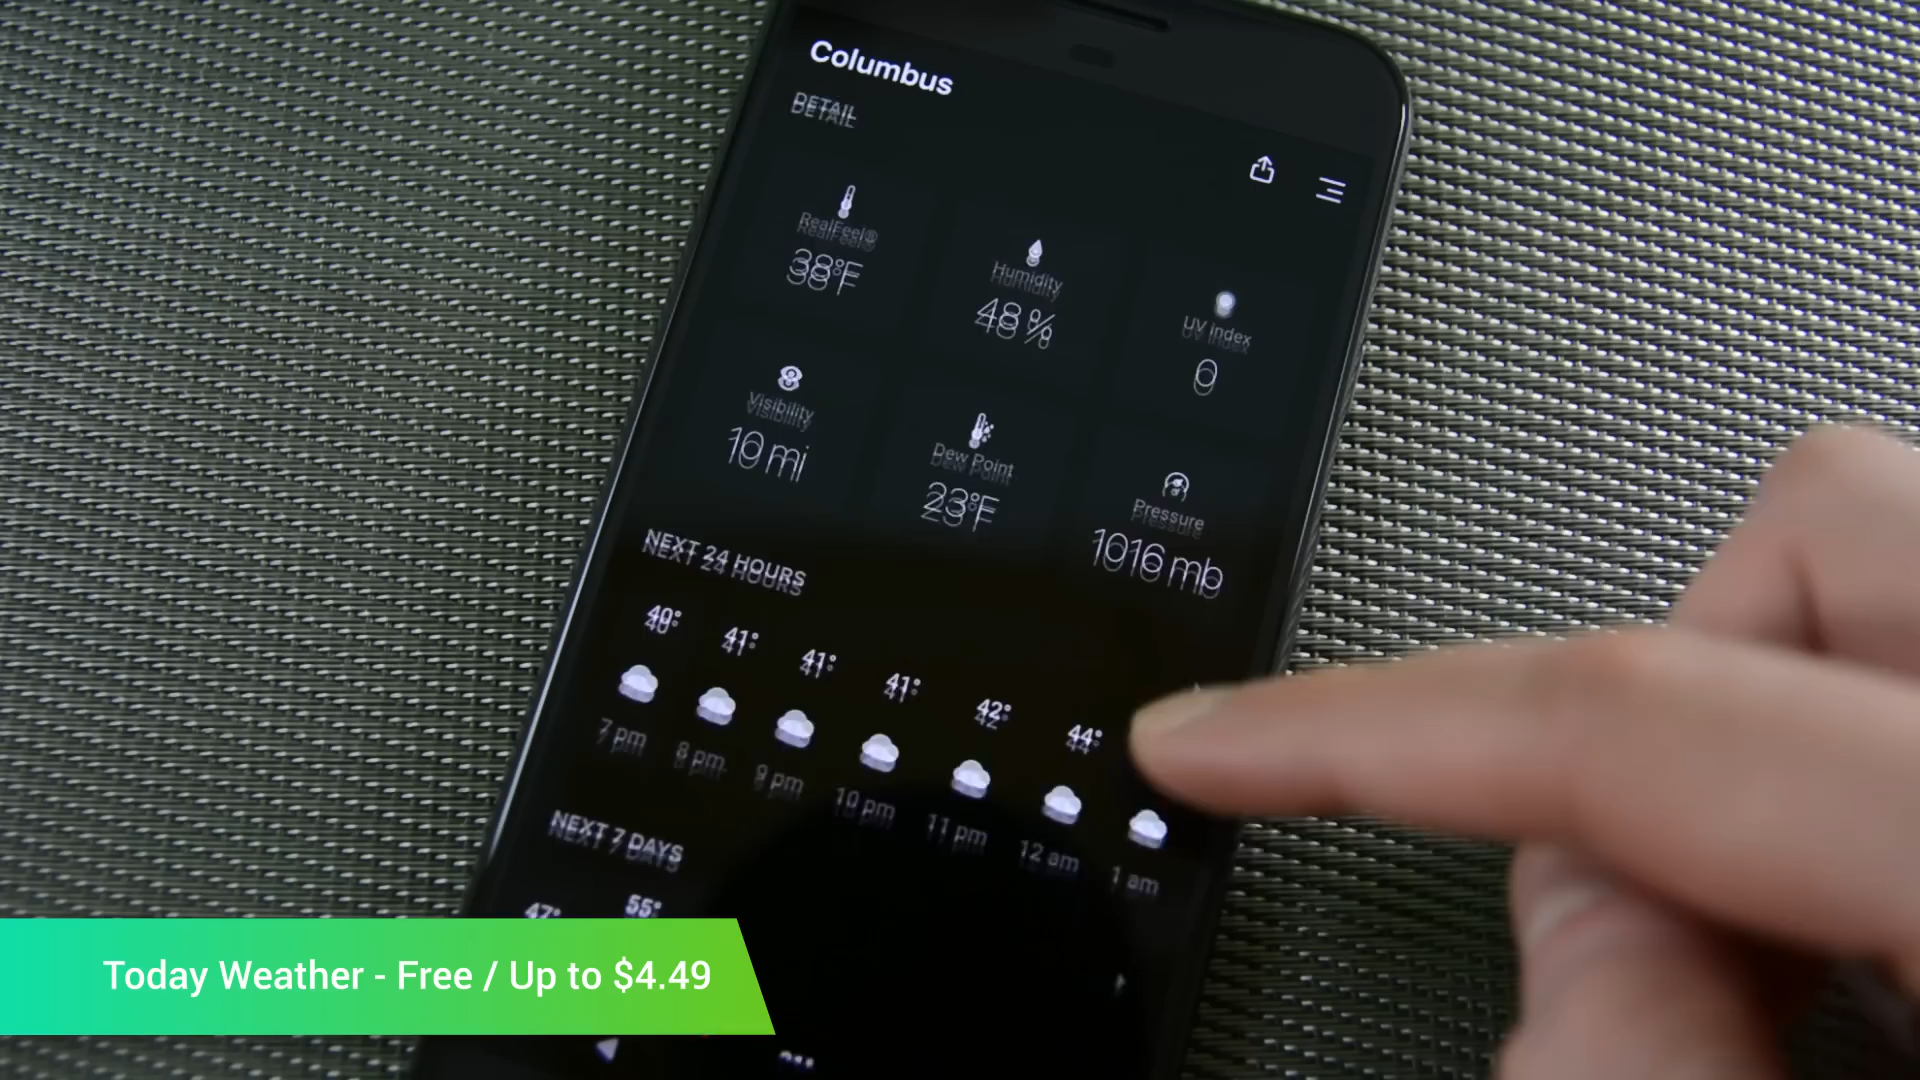 Columbus
DETAIL
RealFeel®
38°F
Humidity
48%
UV Index
0
Visibility
10 mi
Dew Point
23°F
Pressure
1016 mb
NEXT 24 HOURS
40° 41° 41° 41° 42° 44°
7 pm 8 pm 9 pm 10 pm 11 pm 12 am 1 am
NEXT 7 DAYS
47° 55°
Today Weather - Free / Up to $4.49